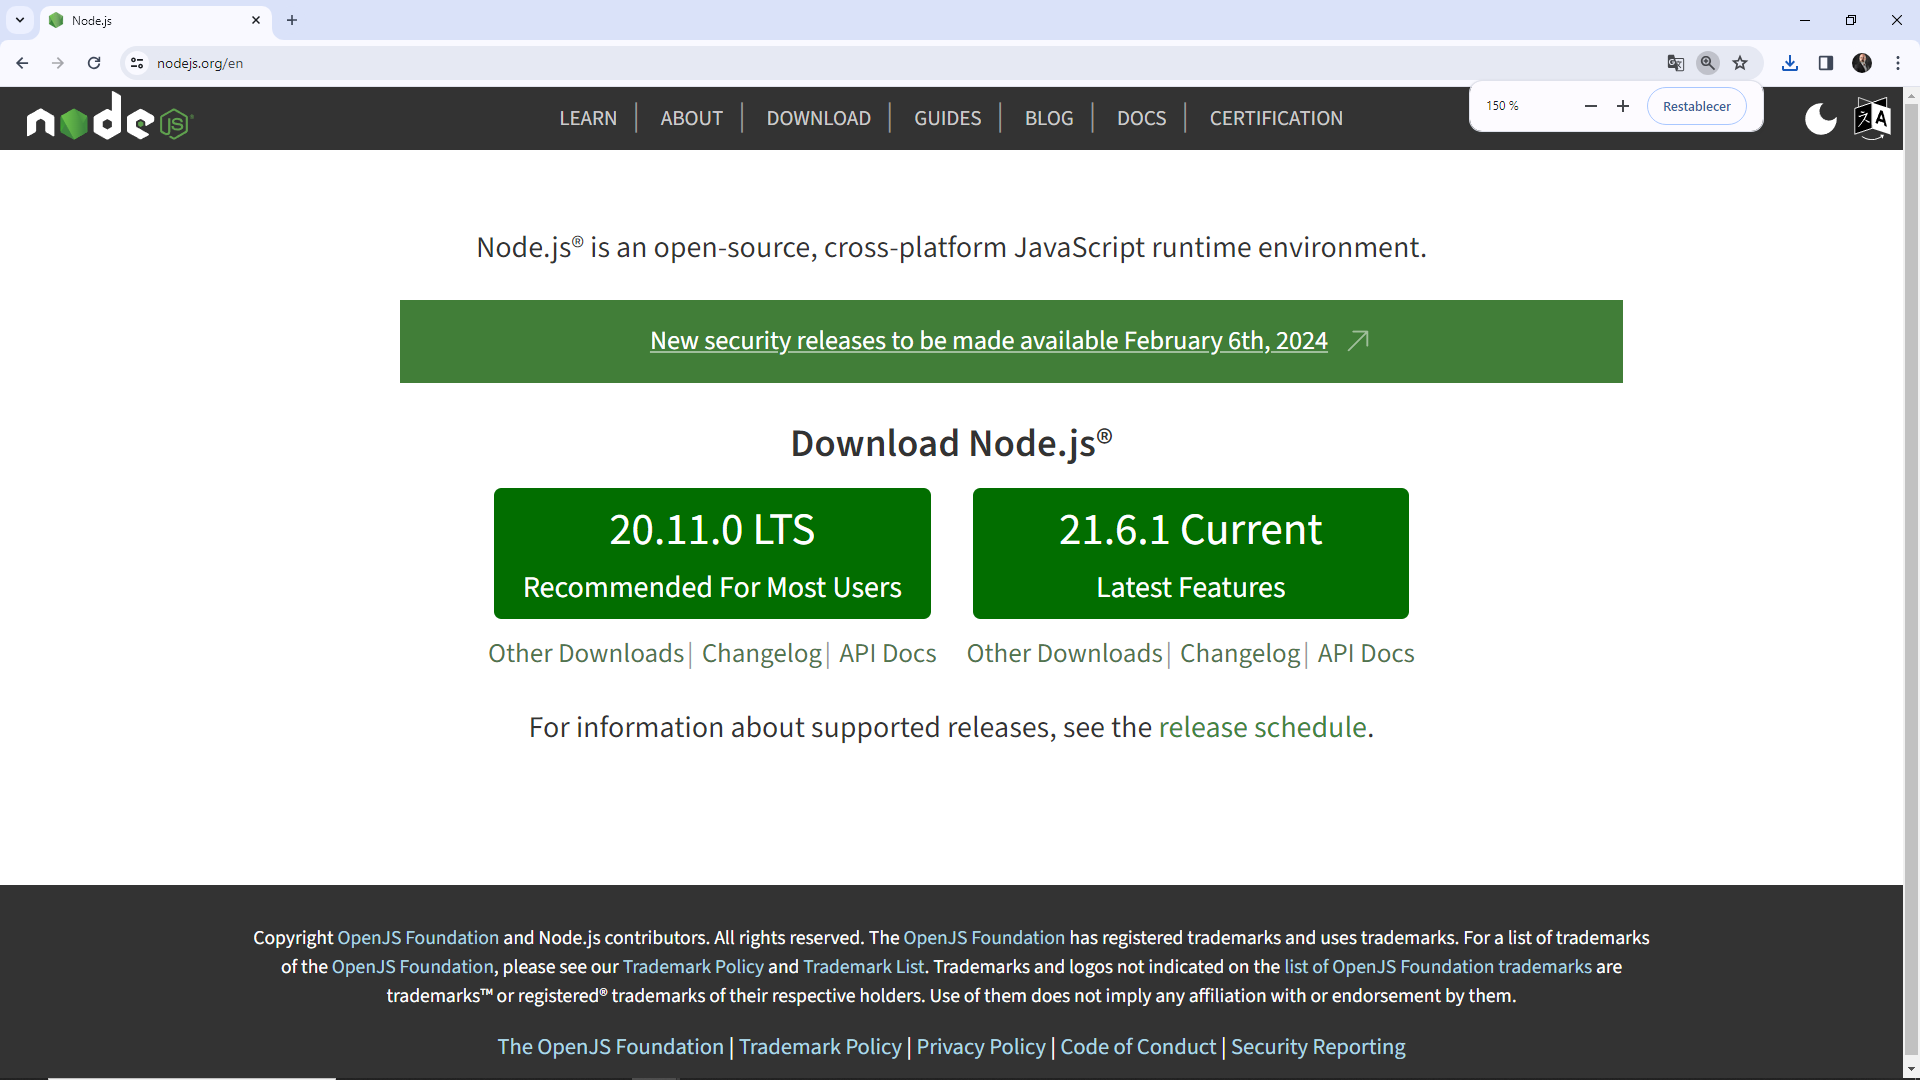 Node.js
nodejs.org/en
150 %
Restablecer
node JS
LEARN
ABOUT
DOWNLOAD
GUIDES
BLOG
DOCS
CERTIFICATION
Node.js® is an open-source, cross-platform JavaScript runtime environment.
New security releases to be made available February 6th, 2024
Download Node.js®
20.11.0 LTS
Recommended For Most Users
21.6.1 Current
Latest Features
Other Downloads| Changelog| API Docs
Other Downloads| Changelog| API Docs
For information about supported releases, see the release schedule.
Copyright OpenJS Foundation and Node.js contributors. All rights reserved. The OpenJS Foundation has registered trademarks and uses trademarks. For a list of trademarks
of the OpenJS Foundation, please see our Trademark Policy and Trademark List. Trademarks and logos not indicated on the list of OpenJS Foundation trademarks are
trademarks™ or registered® trademarks of their respective holders. Use of them does not imply any affiliation with or endorsement by them.
The OpenJS Foundation | Trademark Policy | Privacy Policy | Code of Conduct | Security Reporting